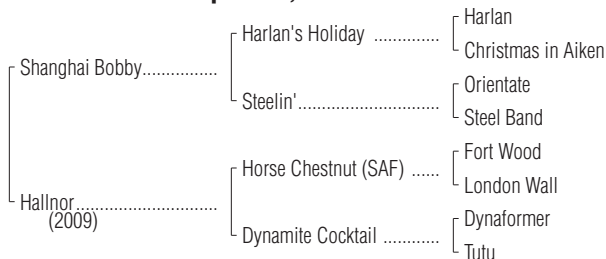 Harlan
Harlan's Holiday ..............
Christmas in Aiken
Shanghai Bobby................
Orientate
Steelin'..............................
Steel Band
Fort Wood
Horse Chestnut (SAF) ......
London Wall
Hallnor..............................
(2009)
Dynaformer
Dynamite Cocktail ............
Tutu